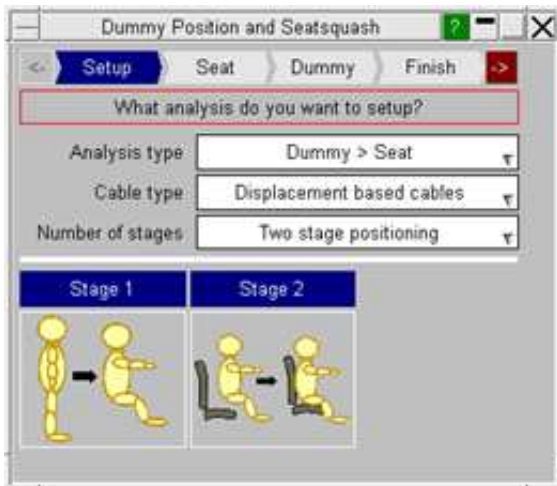 Dummy Position and Seatsquash ?
<- Setup Seat Dummy Finish ->
What analysis do you want to setup?
Analysis type Dummy > Seat
Cable type Displacement based cables
Number of stages Two stage positioning
Stage 1 Stage 2